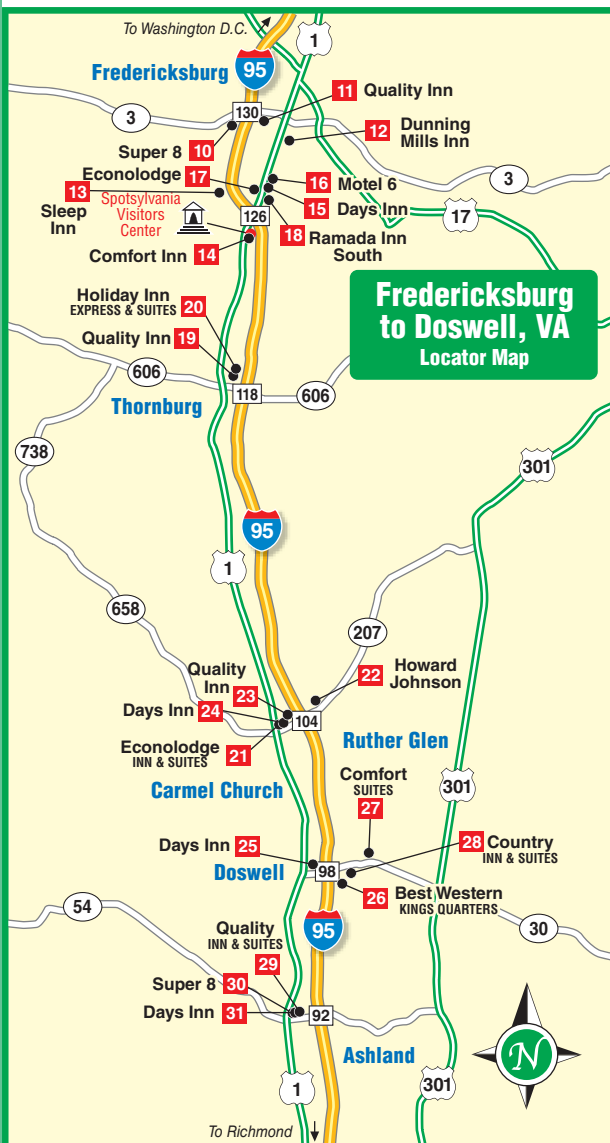 To Washington D.C.
1
Fredericksburg
95
11 Quality Inn
130
3
12 Dunning
Mills Inn
Super 8 10
Econolodge 17
16 Motel 6
3
13
Sleep
Inn
Spotsylvania
Visitors
Center
15 Days Inn
17
126
18 Ramada Inn
South
Comfort Inn 14
Fredericksburg
to Doswell, VA
Locator Map
Holiday Inn
EXPRESS & SUITES 20
Quality Inn 19
606
118
606
Thornburg
738
301
95
1
658
207
Quality
Inn 23
22 Howard
Johnson
Days Inn 24
104
Econolodge
INN & SUITES 21
Ruther Glen
Carmel Church
Comfort
SUITES
27
301
Days Inn 25
28 Country
INN & SUITES
Doswell
98
26 Best Western
KINGS QUARTERS
54
30
Quality
INN & SUITES
29
95
Super 8 30
Days Inn 31
92
Ashland
N
1
301
To Richmond